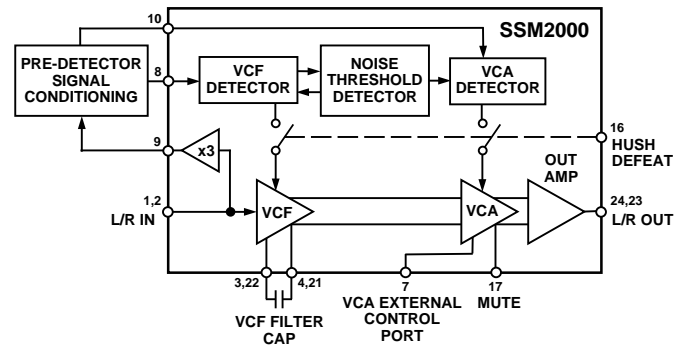 10
SSM2000
PRE-DETECTOR
SIGNAL
CONDITIONING
8
VCF
DETECTOR
NOISE
THRESHOLD
DETECTOR
VCA
DETECTOR
9
x3
16
HUSH
DEFEAT
OUT
AMP
1,2
L/R IN
VCF
VCA
24,23
L/R OUT
3,22
4,21
7
17
VCF FILTER
CAP
VCA EXTERNAL
CONTROL
PORT
MUTE